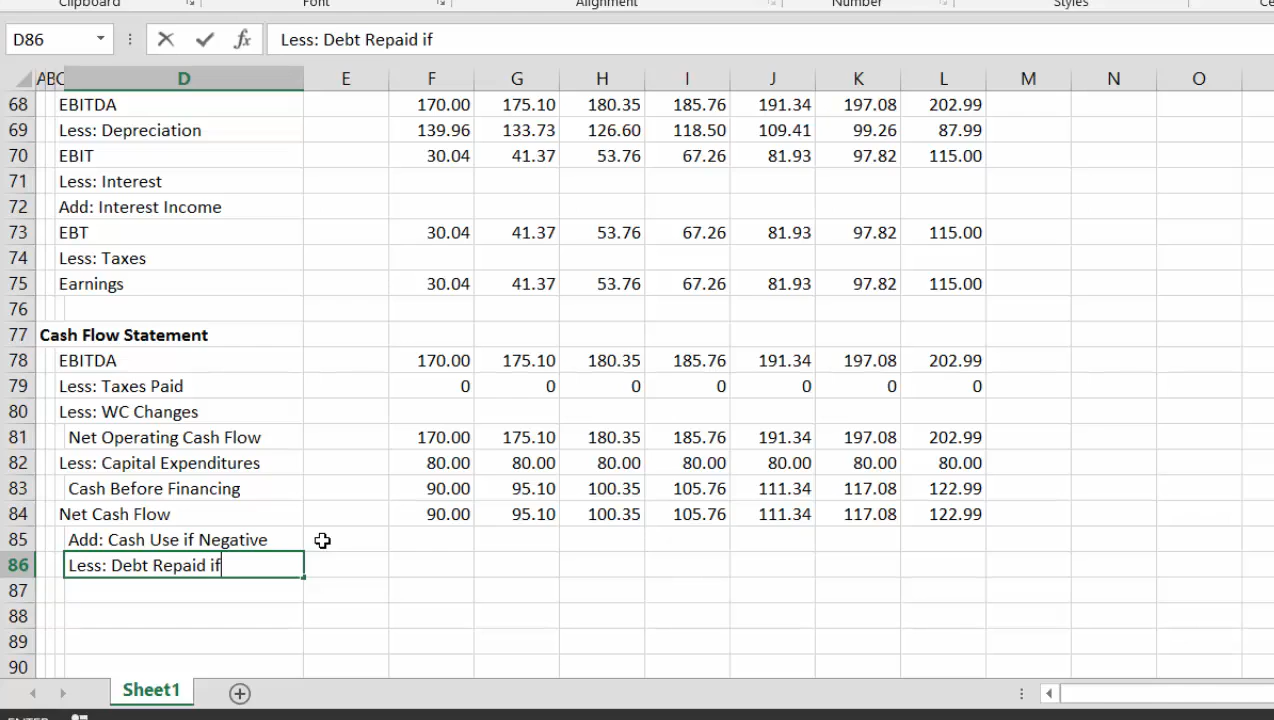 Clipboard Font Alignment Number Styles
D86 Less: Debt Repaid if
A B C D E F G H I J K L M N O
68 EBITDA 170.00 175.10 180.35 185.76 191.34 197.08 202.99
69 Less: Depreciation 139.96 133.73 126.60 118.50 109.41 99.26 87.99
70 EBIT 30.04 41.37 53.76 67.26 81.93 97.82 115.00
71 Less: Interest
72 Add: Interest Income
73 EBT 30.04 41.37 53.76 67.26 81.93 97.82 115.00
74 Less: Taxes
75 Earnings 30.04 41.37 53.76 67.26 81.93 97.82 115.00
76
77 Cash Flow Statement
78 EBITDA 170.00 175.10 180.35 185.76 191.34 197.08 202.99
79 Less: Taxes Paid 0 0 0 0 0 0 0
80 Less: WC Changes
81 Net Operating Cash Flow 170.00 175.10 180.35 185.76 191.34 197.08 202.99
82 Less: Capital Expenditures 80.00 80.00 80.00 80.00 80.00 80.00 80.00
83 Cash Before Financing 90.00 95.10 100.35 105.76 111.34 117.08 122.99
84 Net Cash Flow 90.00 95.10 100.35 105.76 111.34 117.08 122.99
85 Add: Cash Use if Negative
86 Less: Debt Repaid if
87
88
89
90
Sheet1
ENTER